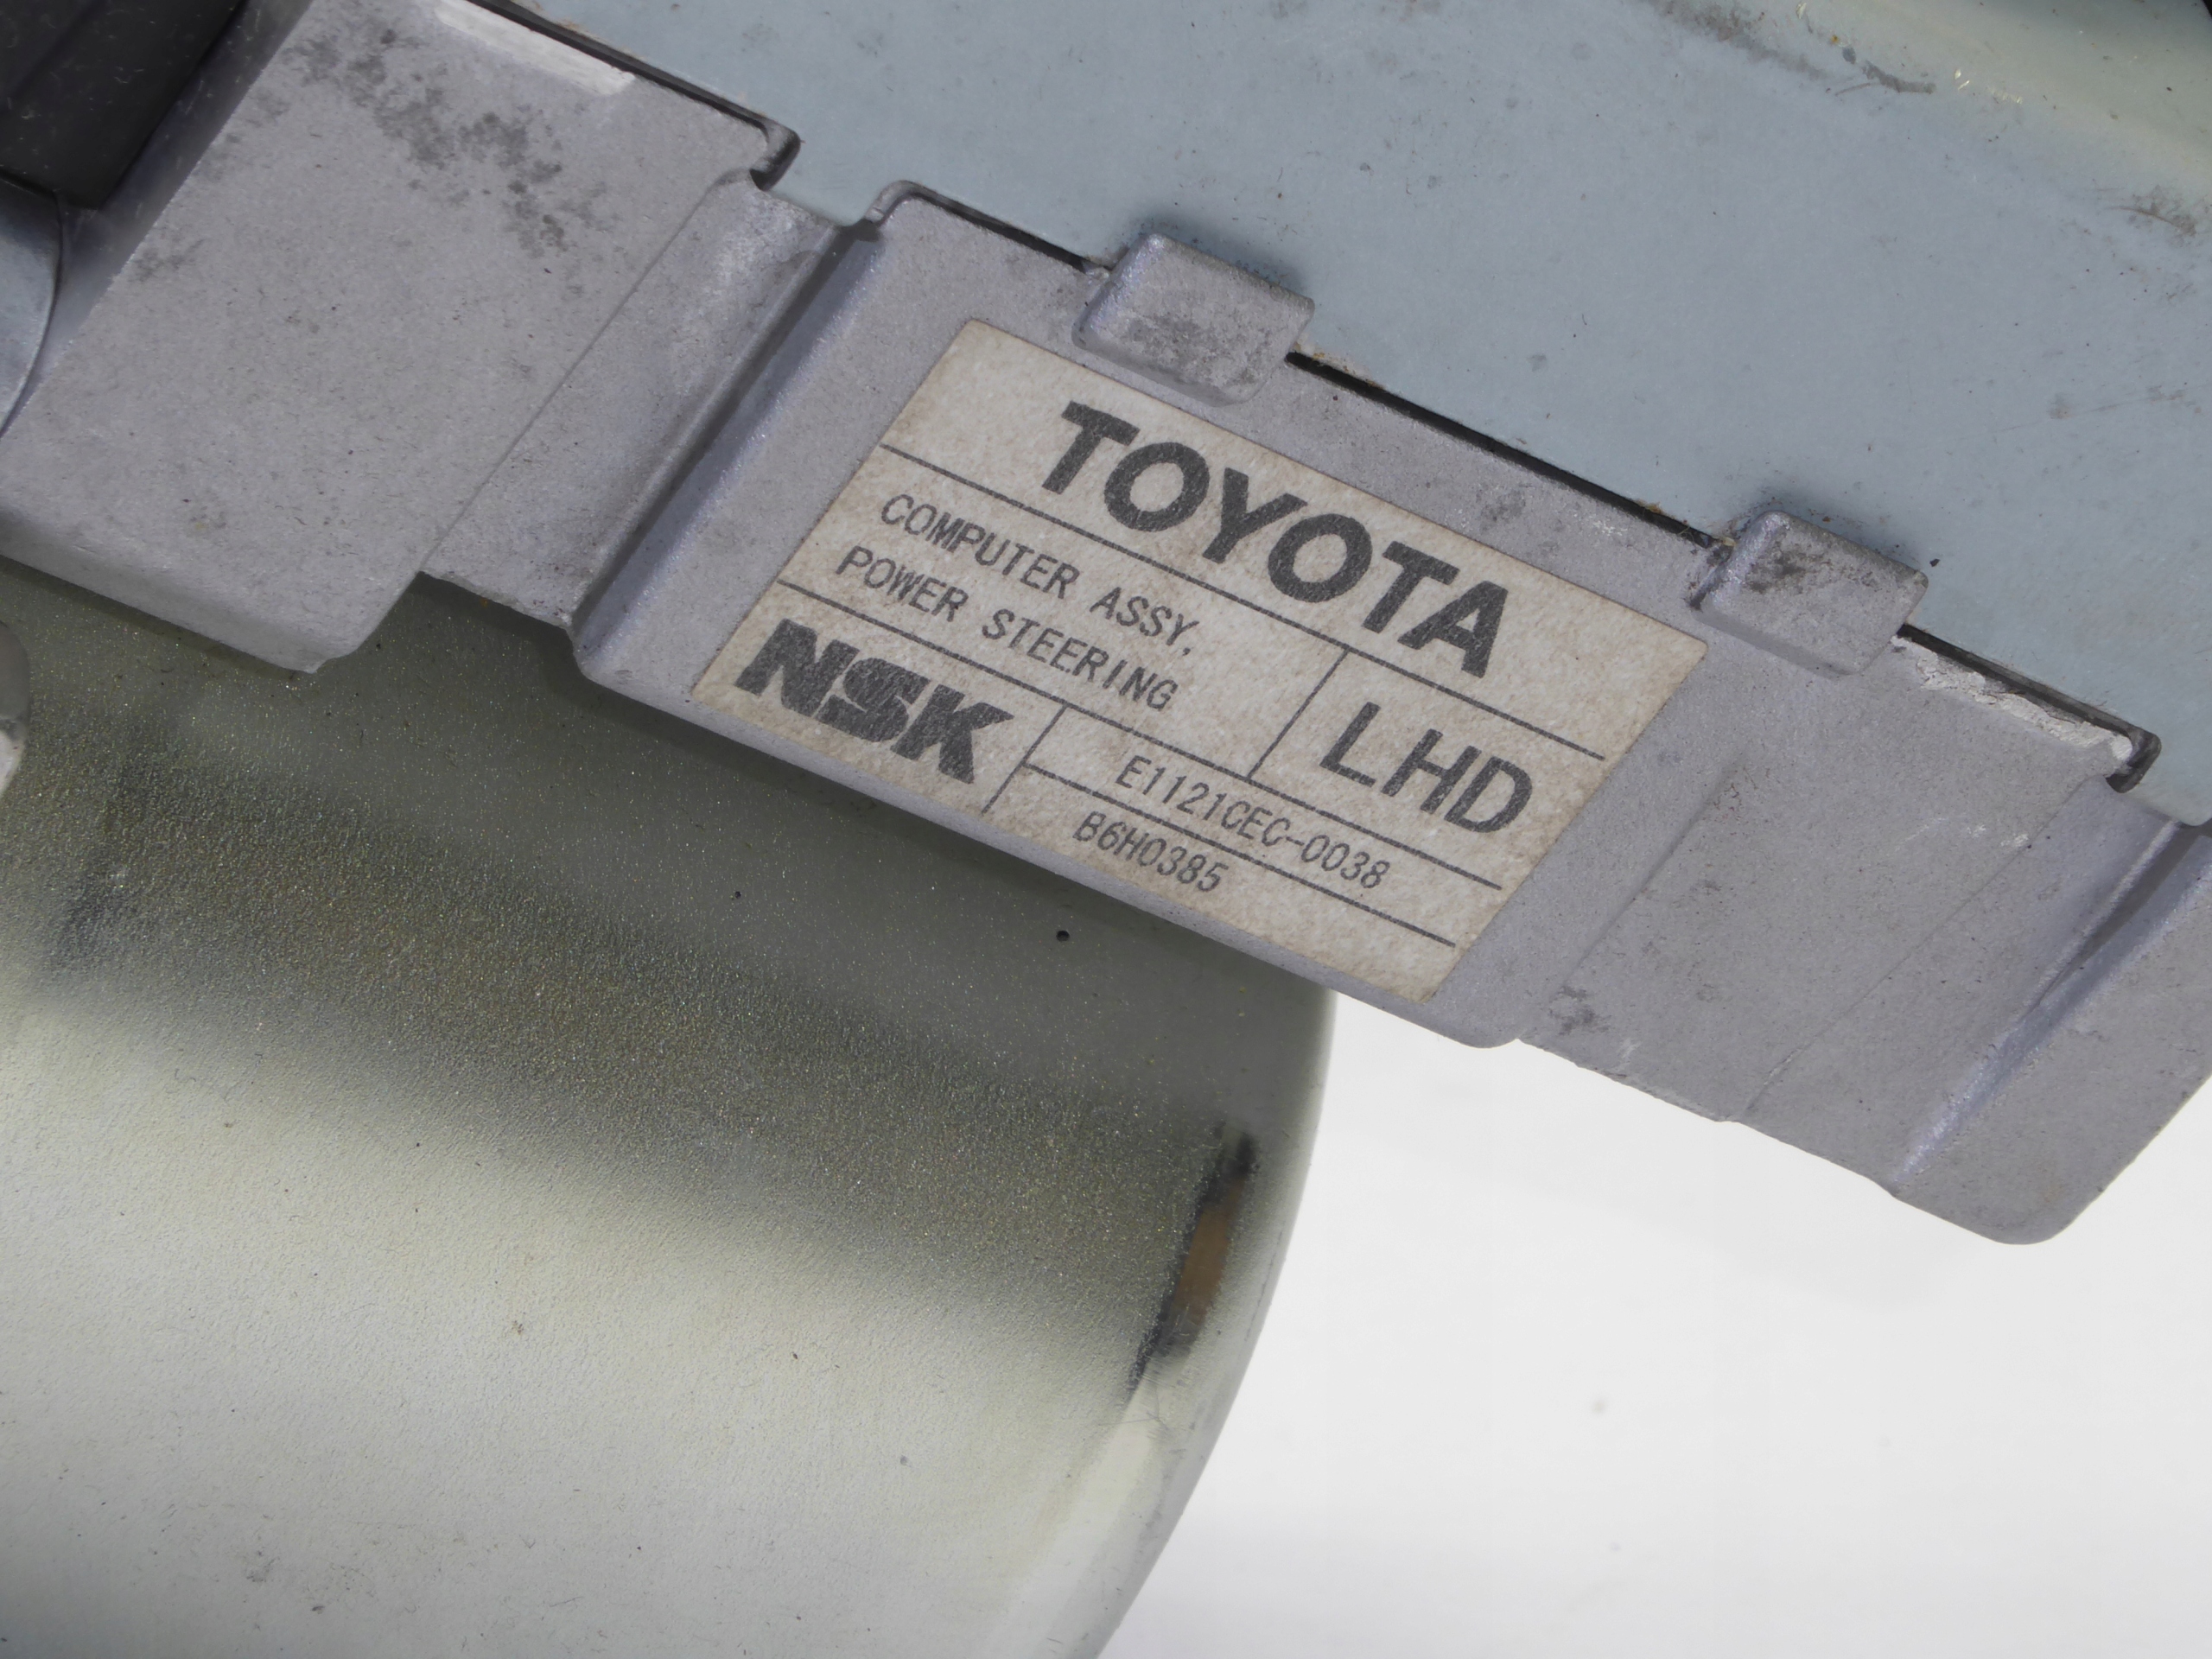 TOYOTA
COMPUTER ASSY,
POWER STEERING
LHD
NSK
E1121CEC-0038
B6H0385